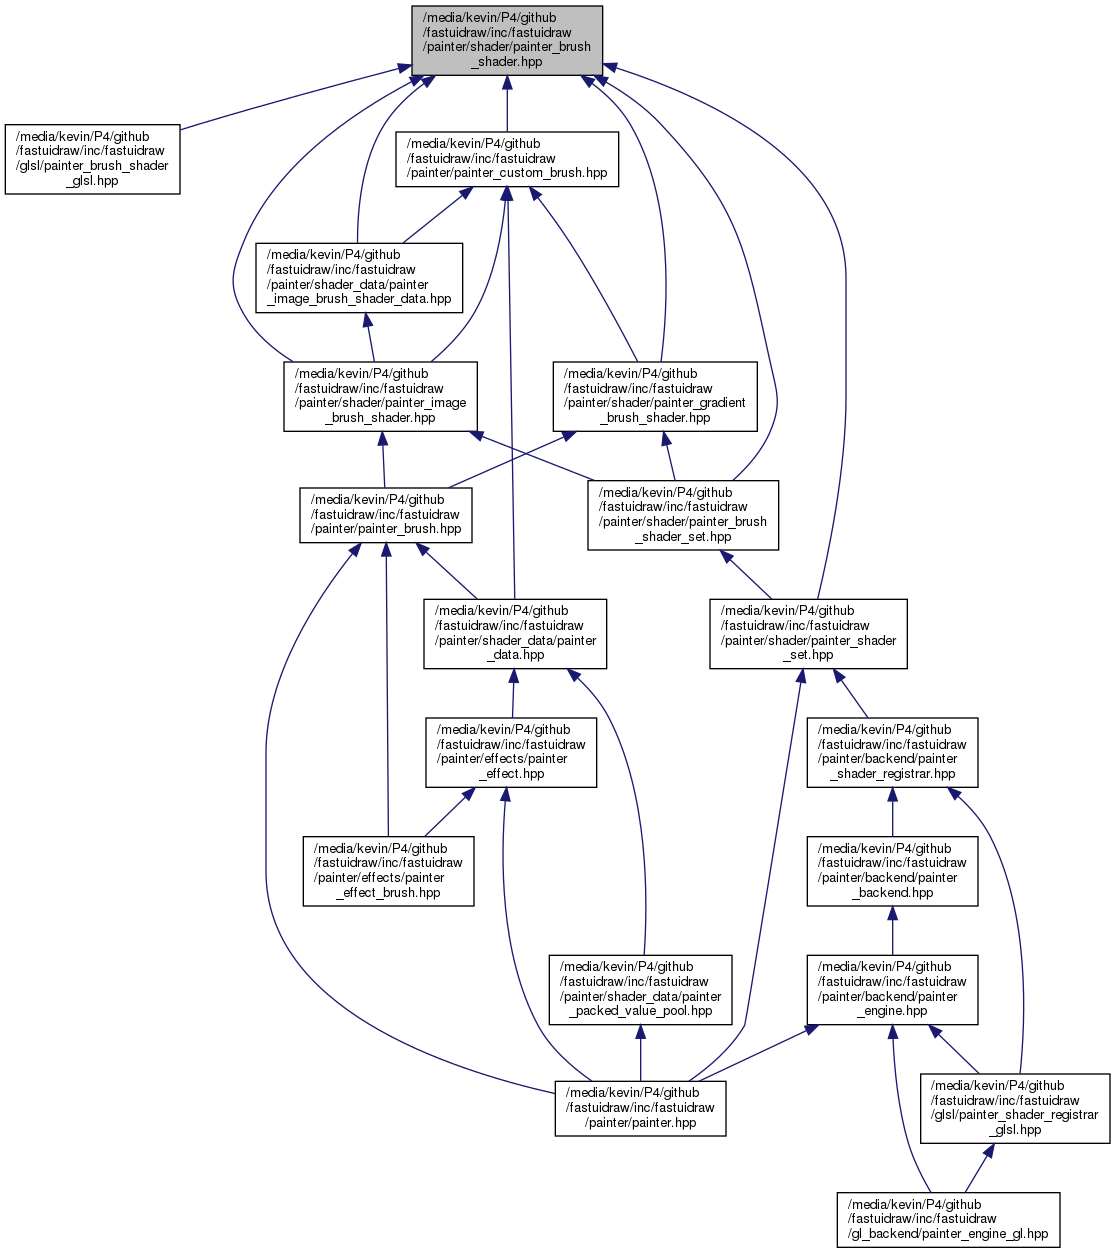 /media/kevin/P4/github
/fastuidraw/inc/fastuidraw
/painter/shader/painter_brush
_shader.hpp
/media/kevin/P4/github
/fastuidraw/inc/fastuidraw
/glsl/painter_brush_shader
_glsl.hpp
/media/kevin/P4/github
/fastuidraw/inc/fastuidraw
/painter/painter_custom_brush.hpp
/media/kevin/P4/github
/fastuidraw/inc/fastuidraw
/painter/shader_data/painter
_image_brush_shader_data.hpp
/media/kevin/P4/github
/fastuidraw/inc/fastuidraw
/painter/shader/painter_image
_brush_shader.hpp
/media/kevin/P4/github
/fastuidraw/inc/fastuidraw
/painter/shader/painter_gradient
_brush_shader.hpp
/media/kevin/P4/github
/fastuidraw/inc/fastuidraw
/painter/painter_brush.hpp
/media/kevin/P4/github
/fastuidraw/inc/fastuidraw
/painter/shader/painter_brush
_shader_set.hpp
/media/kevin/P4/github
/fastuidraw/inc/fastuidraw
/painter/shader_data/painter
_data.hpp
/media/kevin/P4/github
/fastuidraw/inc/fastuidraw
/painter/shader/painter_shader
_set.hpp
/media/kevin/P4/github
/fastuidraw/inc/fastuidraw
/painter/effects/painter
_effect.hpp
/media/kevin/P4/github
/fastuidraw/inc/fastuidraw
/painter/backend/painter
_shader_registrar.hpp
/media/kevin/P4/github
/fastuidraw/inc/fastuidraw
/painter/effects/painter
_effect_brush.hpp
/media/kevin/P4/github
/fastuidraw/inc/fastuidraw
/painter/backend/painter
_backend.hpp
/media/kevin/P4/github
/fastuidraw/inc/fastuidraw
/painter/shader_data/painter
_packed_value_pool.hpp
/media/kevin/P4/github
/fastuidraw/inc/fastuidraw
/painter/backend/painter
_engine.hpp
/media/kevin/P4/github
/fastuidraw/inc/fastuidraw
/painter/painter.hpp
/media/kevin/P4/github
/fastuidraw/inc/fastuidraw
/glsl/painter_shader_registrar
_glsl.hpp
/media/kevin/P4/github
/fastuidraw/inc/fastuidraw
/gl_backend/painter_engine_gl.hpp